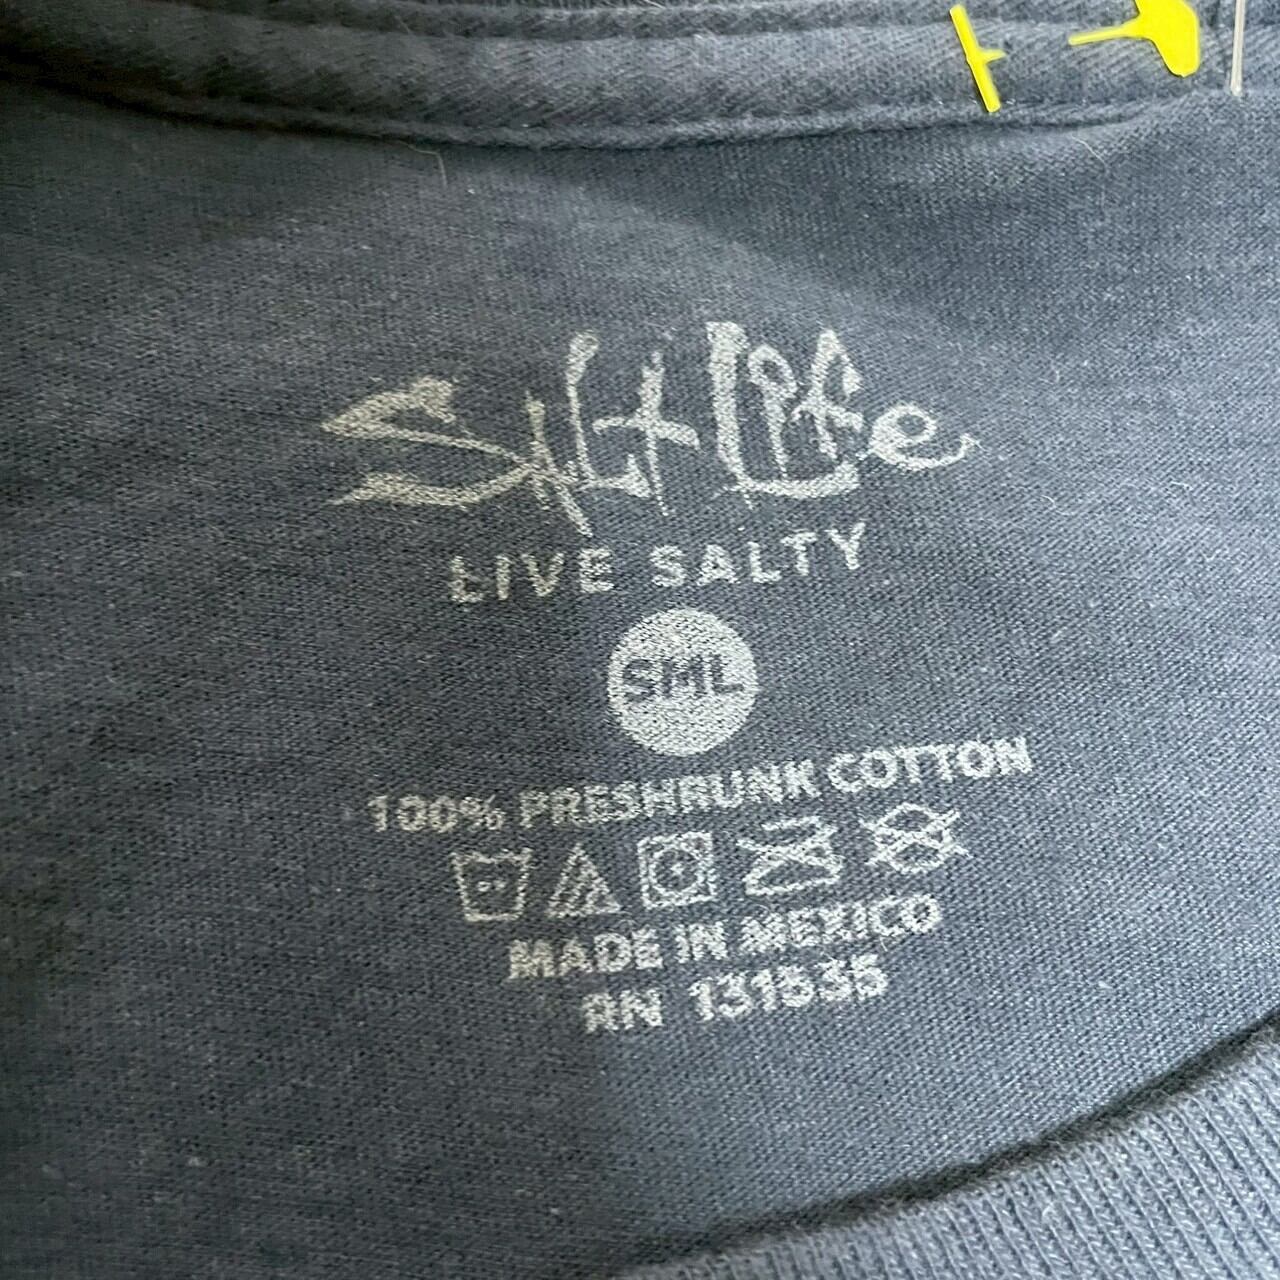 Salt Life
LIVE SALTY
SML
100% PRESHRUNK COTTON
MADE IN MEXICO
RN 131535